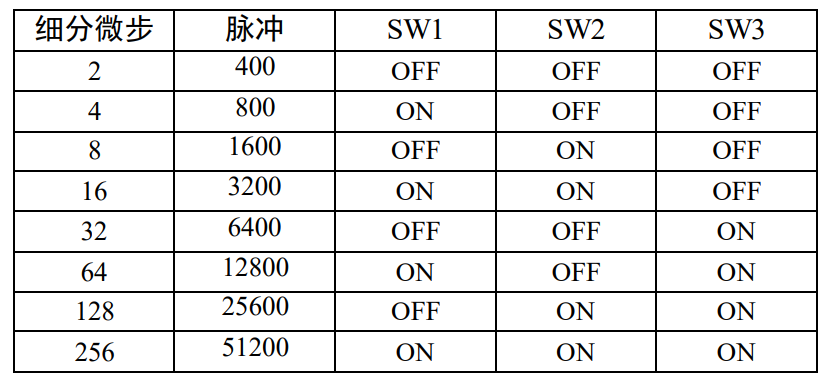 细分微步 脉冲 SW1 SW2 SW3
2 400 OFF OFF OFF
4 800 ON OFF OFF
8 1600 OFF ON OFF
16 3200 ON ON OFF
32 6400 OFF OFF ON
64 12800 ON OFF ON
128 25600 OFF ON ON
256 51200 ON ON ON